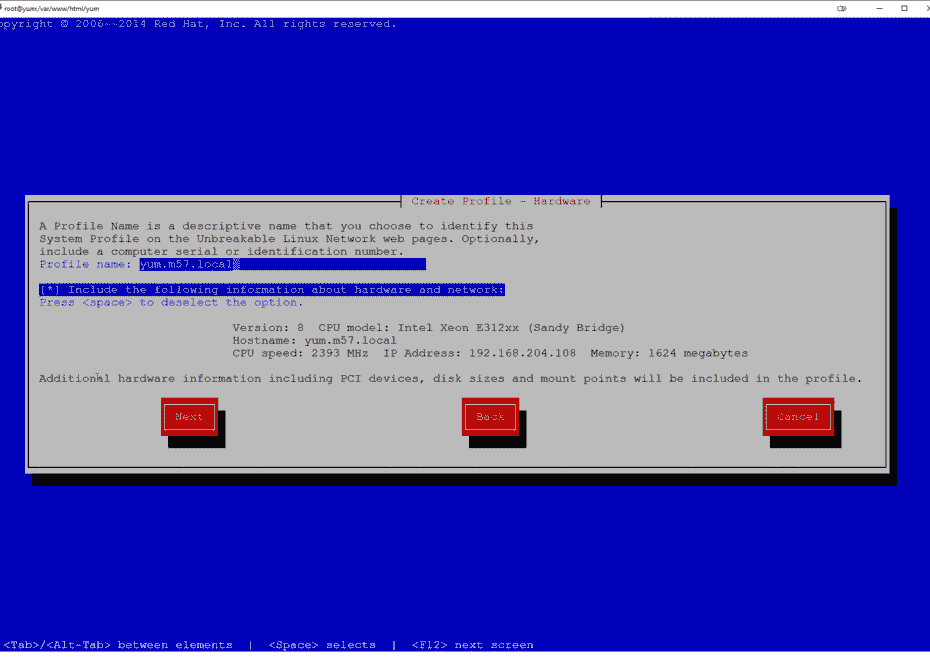 root@yum:/var/www/html/yum
opyright © 2006--2014 Red Hat, Inc. All rights reserved.
Create Profile - Hardware
A Profile Name is a descriptive name that you choose to identify this
System Profile on the Unbreakable Linux Network web pages. Optionally,
include a computer serial or identification number.
Profile name: yum.m57.local
[*] Include the following information about hardware and network:
Press <space> to deselect the option.
Version: 8 CPU model: Intel Xeon E312xx (Sandy Bridge)
Hostname: yum.m57.local
CPU speed: 2393 MHz IP Address: 192.168.204.108 Memory: 1624 megabytes
Additional hardware information including PCI devices, disk sizes and mount points will be included in the profile.
Next Back Cancel
<Tab>/<Alt-Tab> between elements | <Space> selects | <F12> next screen